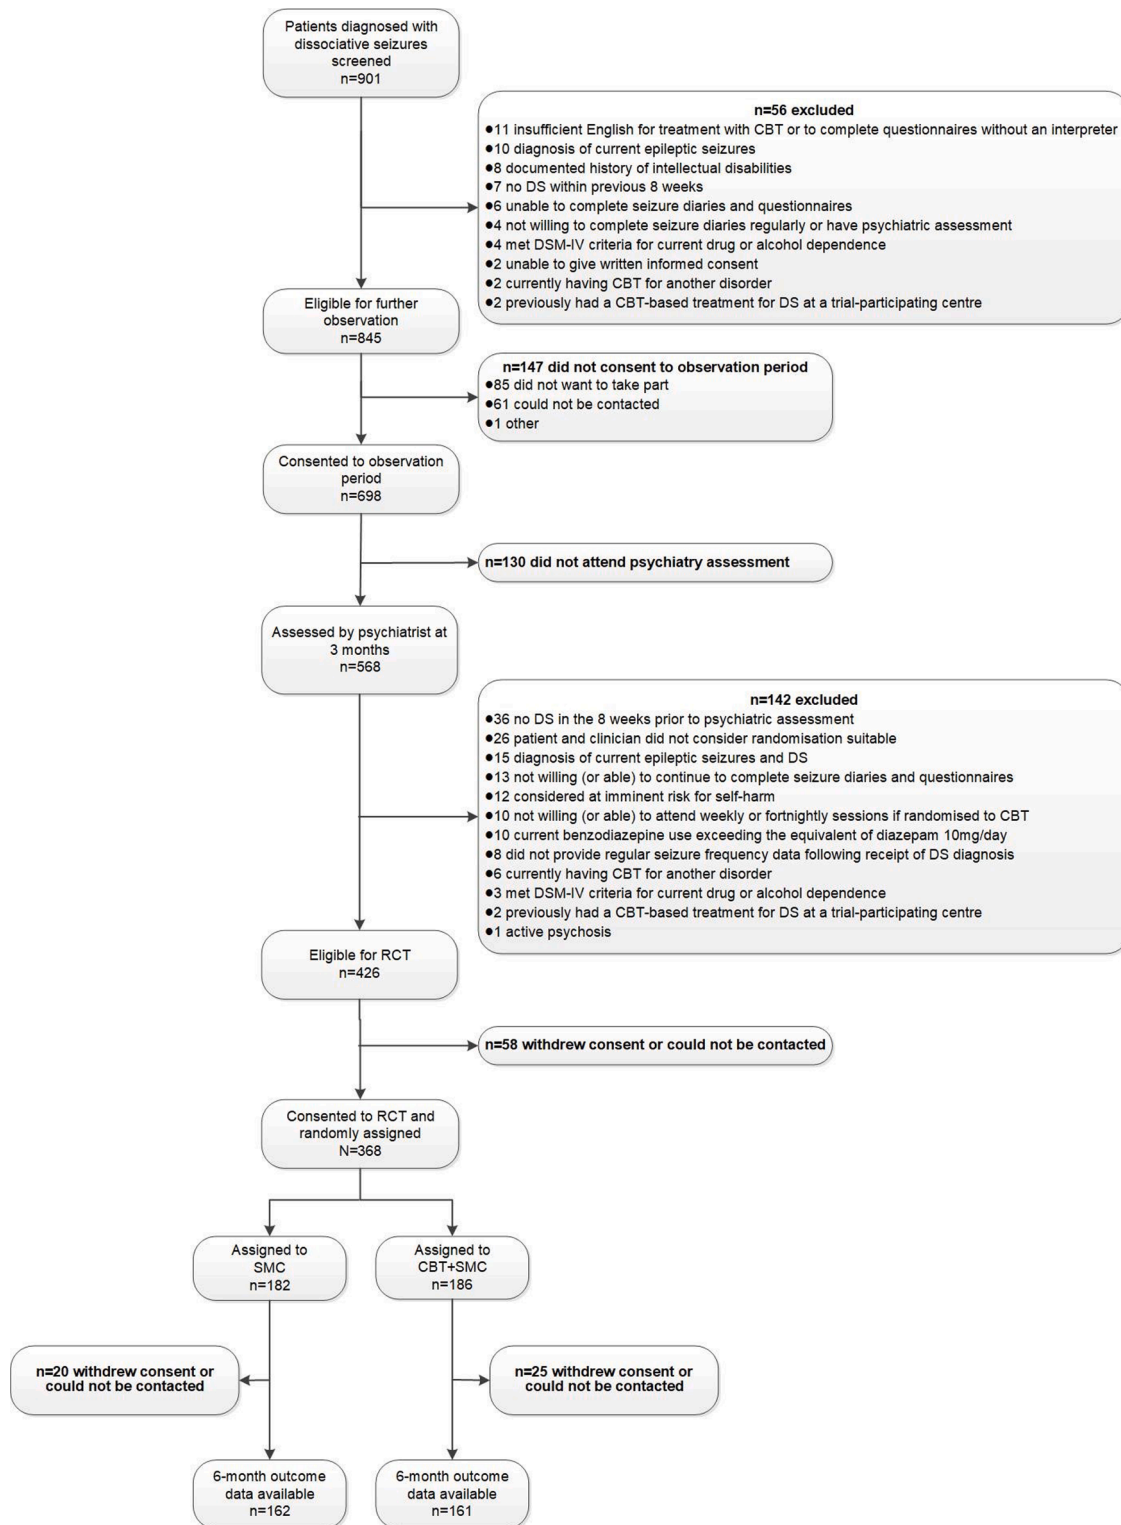 Patients diagnosed with
dissociative seizures
screened
n=901
n=56 excluded
●11 insufficient English for treatment with CBT or to complete questionnaires without an interpreter
●10 diagnosis of current epileptic seizures
●8 documented history of intellectual disabilities
●7 no DS within previous 8 weeks
●6 unable to complete seizure diaries and questionnaires
●4 not willing to complete seizure diaries regularly or have psychiatric assessment
●4 met DSM-IV criteria for current drug or alcohol dependence
●2 unable to give written informed consent
●2 currently having CBT for another disorder
●2 previously had a CBT-based treatment for DS at a trial-participating centre
Eligible for further
observation
n=845
n=147 did not consent to observation period
●85 did not want to take part
●61 could not be contacted
●1 other
Consented to observation
period
n=698
n=130 did not attend psychiatry assessment
Assessed by psychiatrist at
3 months
n=568
n=142 excluded
●36 no DS in the 8 weeks prior to psychiatric assessment
●26 patient and clinician did not consider randomisation suitable
●15 diagnosis of current epileptic seizures and DS
●13 not willing (or able) to continue to complete seizure diaries and questionnaires
●12 considered at imminent risk for self-harm
●10 not willing (or able) to attend weekly or fortnightly sessions if randomised to CBT
●10 current benzodiazepine use exceeding the equivalent of diazepam 10mg/day
●8 did not provide regular seizure frequency data following receipt of DS diagnosis
●6 currently having CBT for another disorder
●3 met DSM-IV criteria for current drug or alcohol dependence
●2 previously had a CBT-based treatment for DS at a trial-participating centre
●1 active psychosis
Eligible for RCT
n=426
n=58 withdrew consent or could not be contacted
Consented to RCT and
randomly assigned
N=368
Assigned to
SMC
n=182
Assigned to
CBT+SMC
n=186
n=20 withdrew consent or
could not be contacted
n=25 withdrew consent or
could not be contacted
6-month outcome
data available
n=162
6-month outcome
data available
n=161